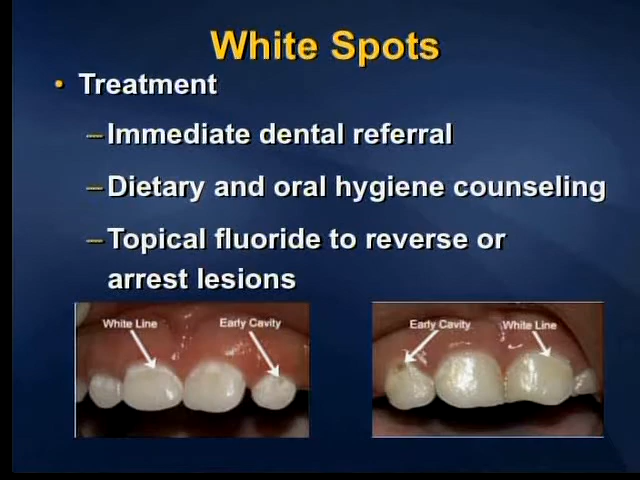 White Spots
• Treatment
– Immediate dental referral
– Dietary and oral hygiene counseling
– Topical fluoride to reverse or
arrest lesions
White Line
Early Cavity
Early Cavity
White Line